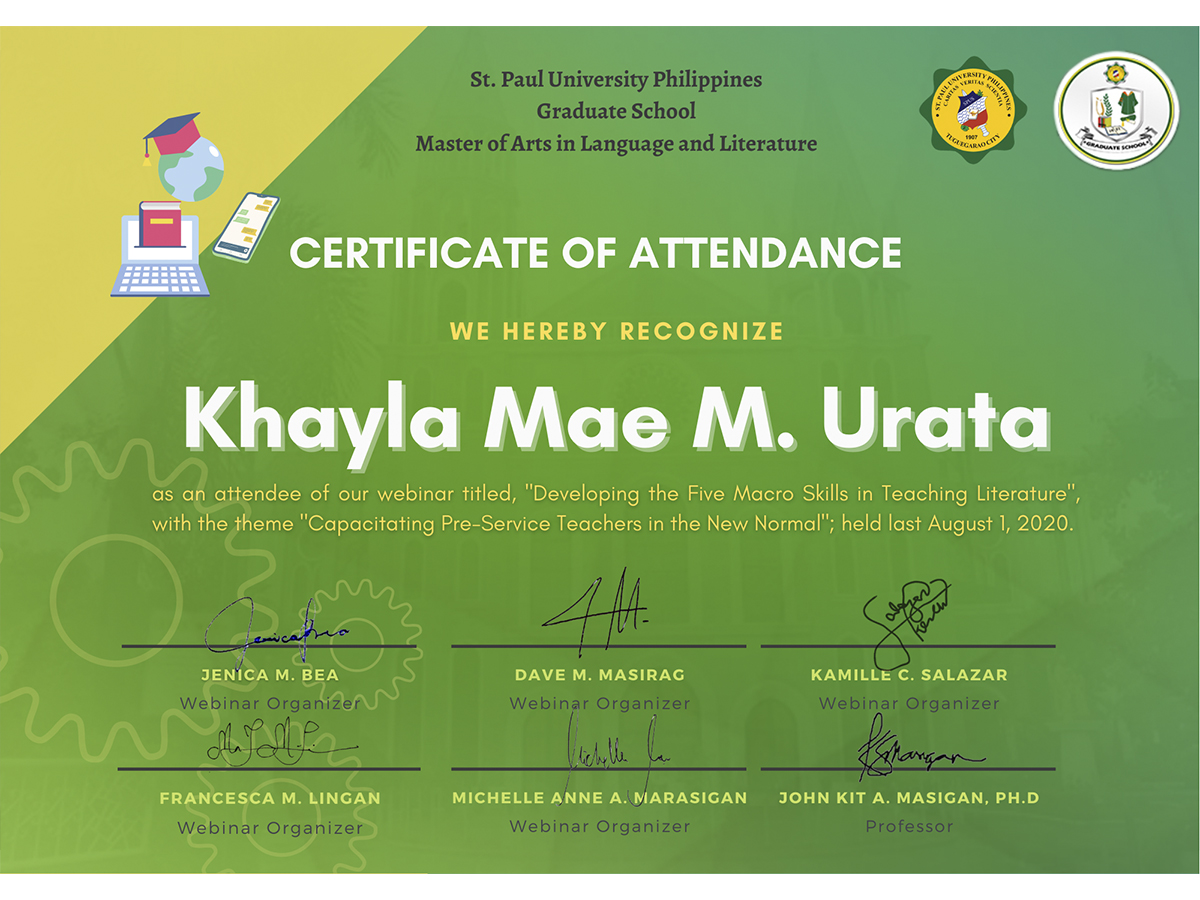 St. Paul University Philippines
Graduate School
Master of Arts in Language and Literature
ST. PAUL UNIVERSITY PHILIPPINES
CARITAS VERITAS SCIENTIA
SPUP
1907
TUGUEGARAO CITY
GRADUATE SCHOOL
CERTIFICATE OF ATTENDANCE
WE HEREBY RECOGNIZE
Khayla Mae M. Urata
as an attendee of our webinar titled, "Developing the Five Macro Skills in Teaching Literature",
with the theme "Capacitating Pre-Service Teachers in the New Normal"; held last August 1, 2020.
JENICA M. BEA
Webinar Organizer
DAVE M. MASIRAG
Webinar Organizer
KAMILLE C. SALAZAR
Webinar Organizer
FRANCESCA M. LINGAN
Webinar Organizer
MICHELLE ANNE A. MARASIGAN
Webinar Organizer
JOHN KIT A. MASIGAN, PH.D
Professor